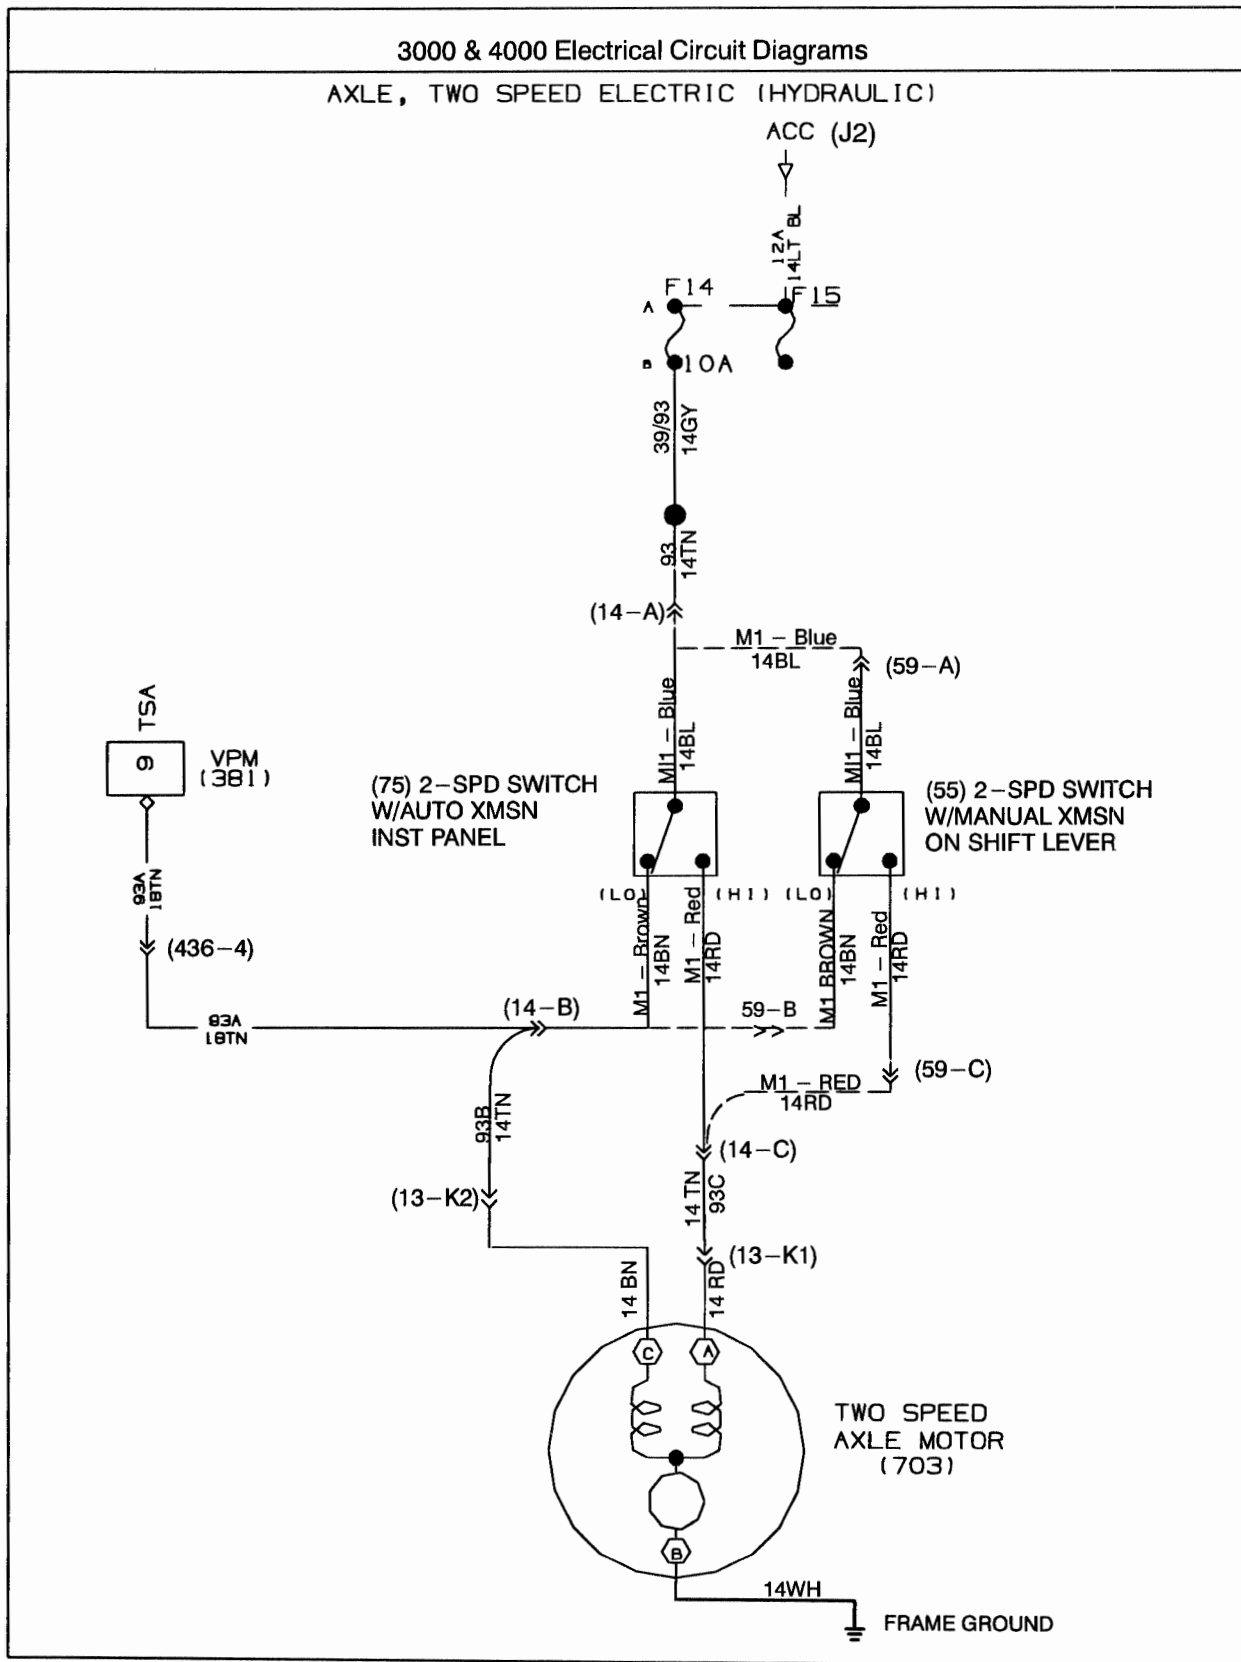 3000 & 4000 Electrical Circuit Diagrams
AXLE, TWO SPEED ELECTRIC (HYDRAULIC)
ACC (J2)
12A
14LT BL
F14
F15
A
B
10A
39/93
14GY
93
14TN
(14-A)
M1 - Blue
14BL
(59-A)
MI1 - Blue
14BL
MI1 - Blue
14BL
TSA
9
VPM
(381)
(75) 2-SPD SWITCH
W/AUTO XMSN
INST PANEL
(55) 2-SPD SWITCH
W/MANUAL XMSN
ON SHIFT LEVER
(LO)
(HI)
(LO)
(HI)
93A
18TN
(436-4)
M1 - Brown
14BN
M1 - Red
14RD
M1 BROWN
14BN
M1 - Red
14RD
(14-B)
59-B
(59-C)
M1 - RED
14RD
93B
14TN
(14-C)
14 TN
93C
(13-K2)
(13-K1)
14 BN
14 RD
C
A
TWO SPEED
AXLE MOTOR
(703)
B
14WH
FRAME GROUND